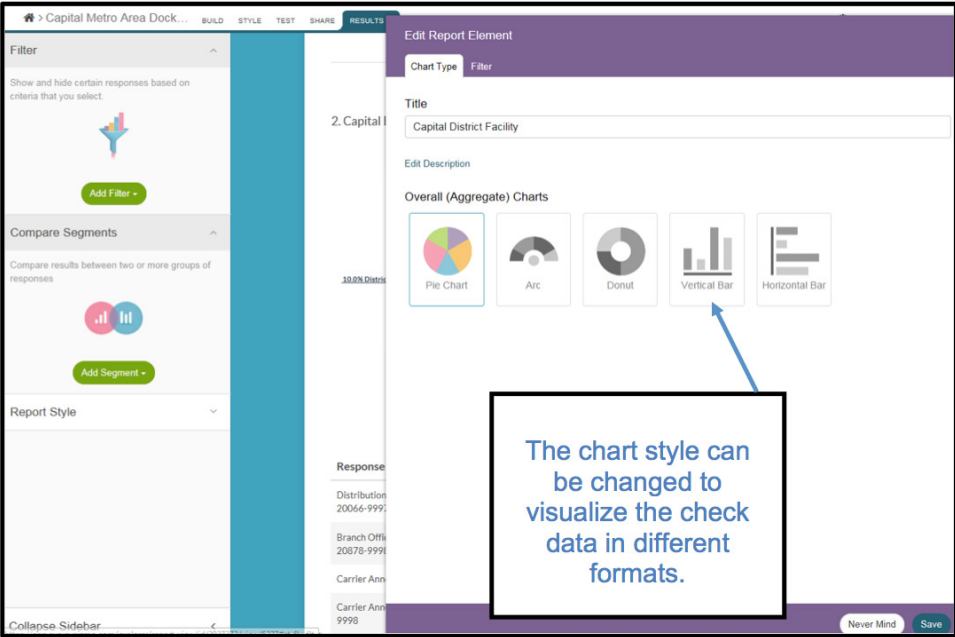 > Capital Metro Area Dock... BUILD STYLE TEST SHARE RESULTS
Filter
Show and hide certain responses based on
criteria that you select.
Add Filter
Compare Segments
Compare results between two or more groups of
responses
Add Segment
Report Style
Collapse Sidebar
2. Capital
10.0% Distric
Response
Distribution
20066-999
Branch Offi
20878-999
Carrier Ann
Carrier Ann
9998
Edit Report Element
Chart Type Filter
Title
Capital District Facility
Edit Description
Overall (Aggregate) Charts
Pie Chart Arc Donut Vertical Bar Horizontal Bar
The chart style can
be changed to
visualize the check
data in different
formats.
Never Mind Save